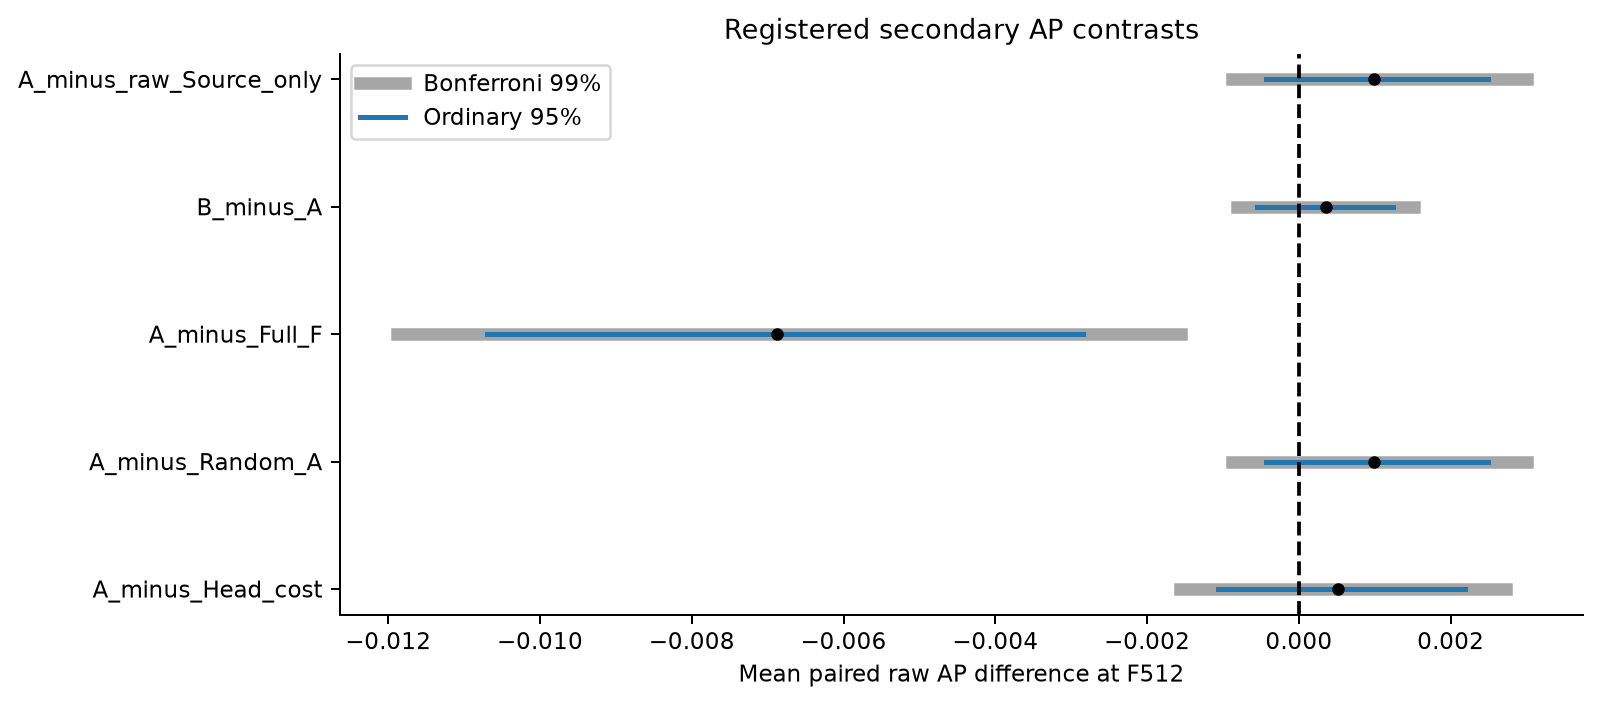 Registered secondary AP contrasts
Bonferroni 99%
Ordinary 95%
A_minus_raw_Source_only
B_minus_A
A_minus_Full_F
A_minus_Random_A
A_minus_Head_cost
−0.012 −0.010 −0.008 −0.006 −0.004 −0.002 0.000 0.002
Mean paired raw AP difference at F512